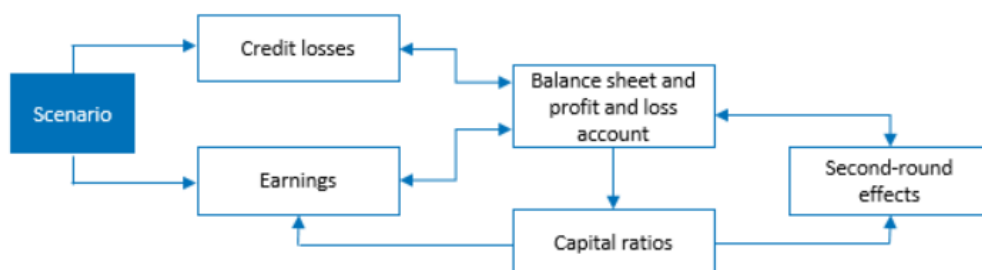 Credit losses
Scenario
Balance sheet and
profit and loss
account
Earnings
Second-round
effects
Capital ratios